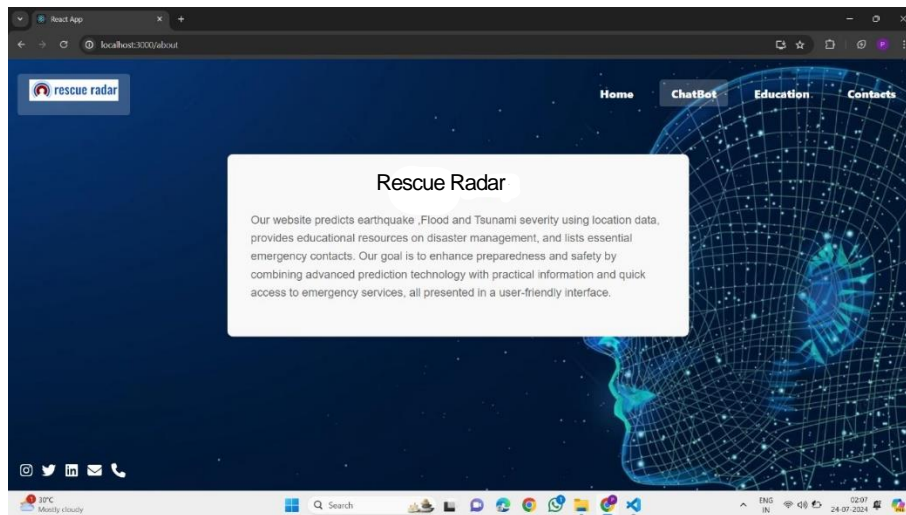 React App
localhost:3000/about
P
rescue radar
Home ChatBot Education Contacts
Rescue Radar
Our website predicts earthquake ,Flood and Tsunami severity using location data,
provides educational resources on disaster management, and lists essential
emergency contacts. Our goal is to enhance preparedness and safety by
combining advanced prediction technology with practical information and quick
access to emergency services, all presented in a user-friendly interface.
30°C
Mostly cloudy
Search
ENG
IN
02:07
24-07-2024